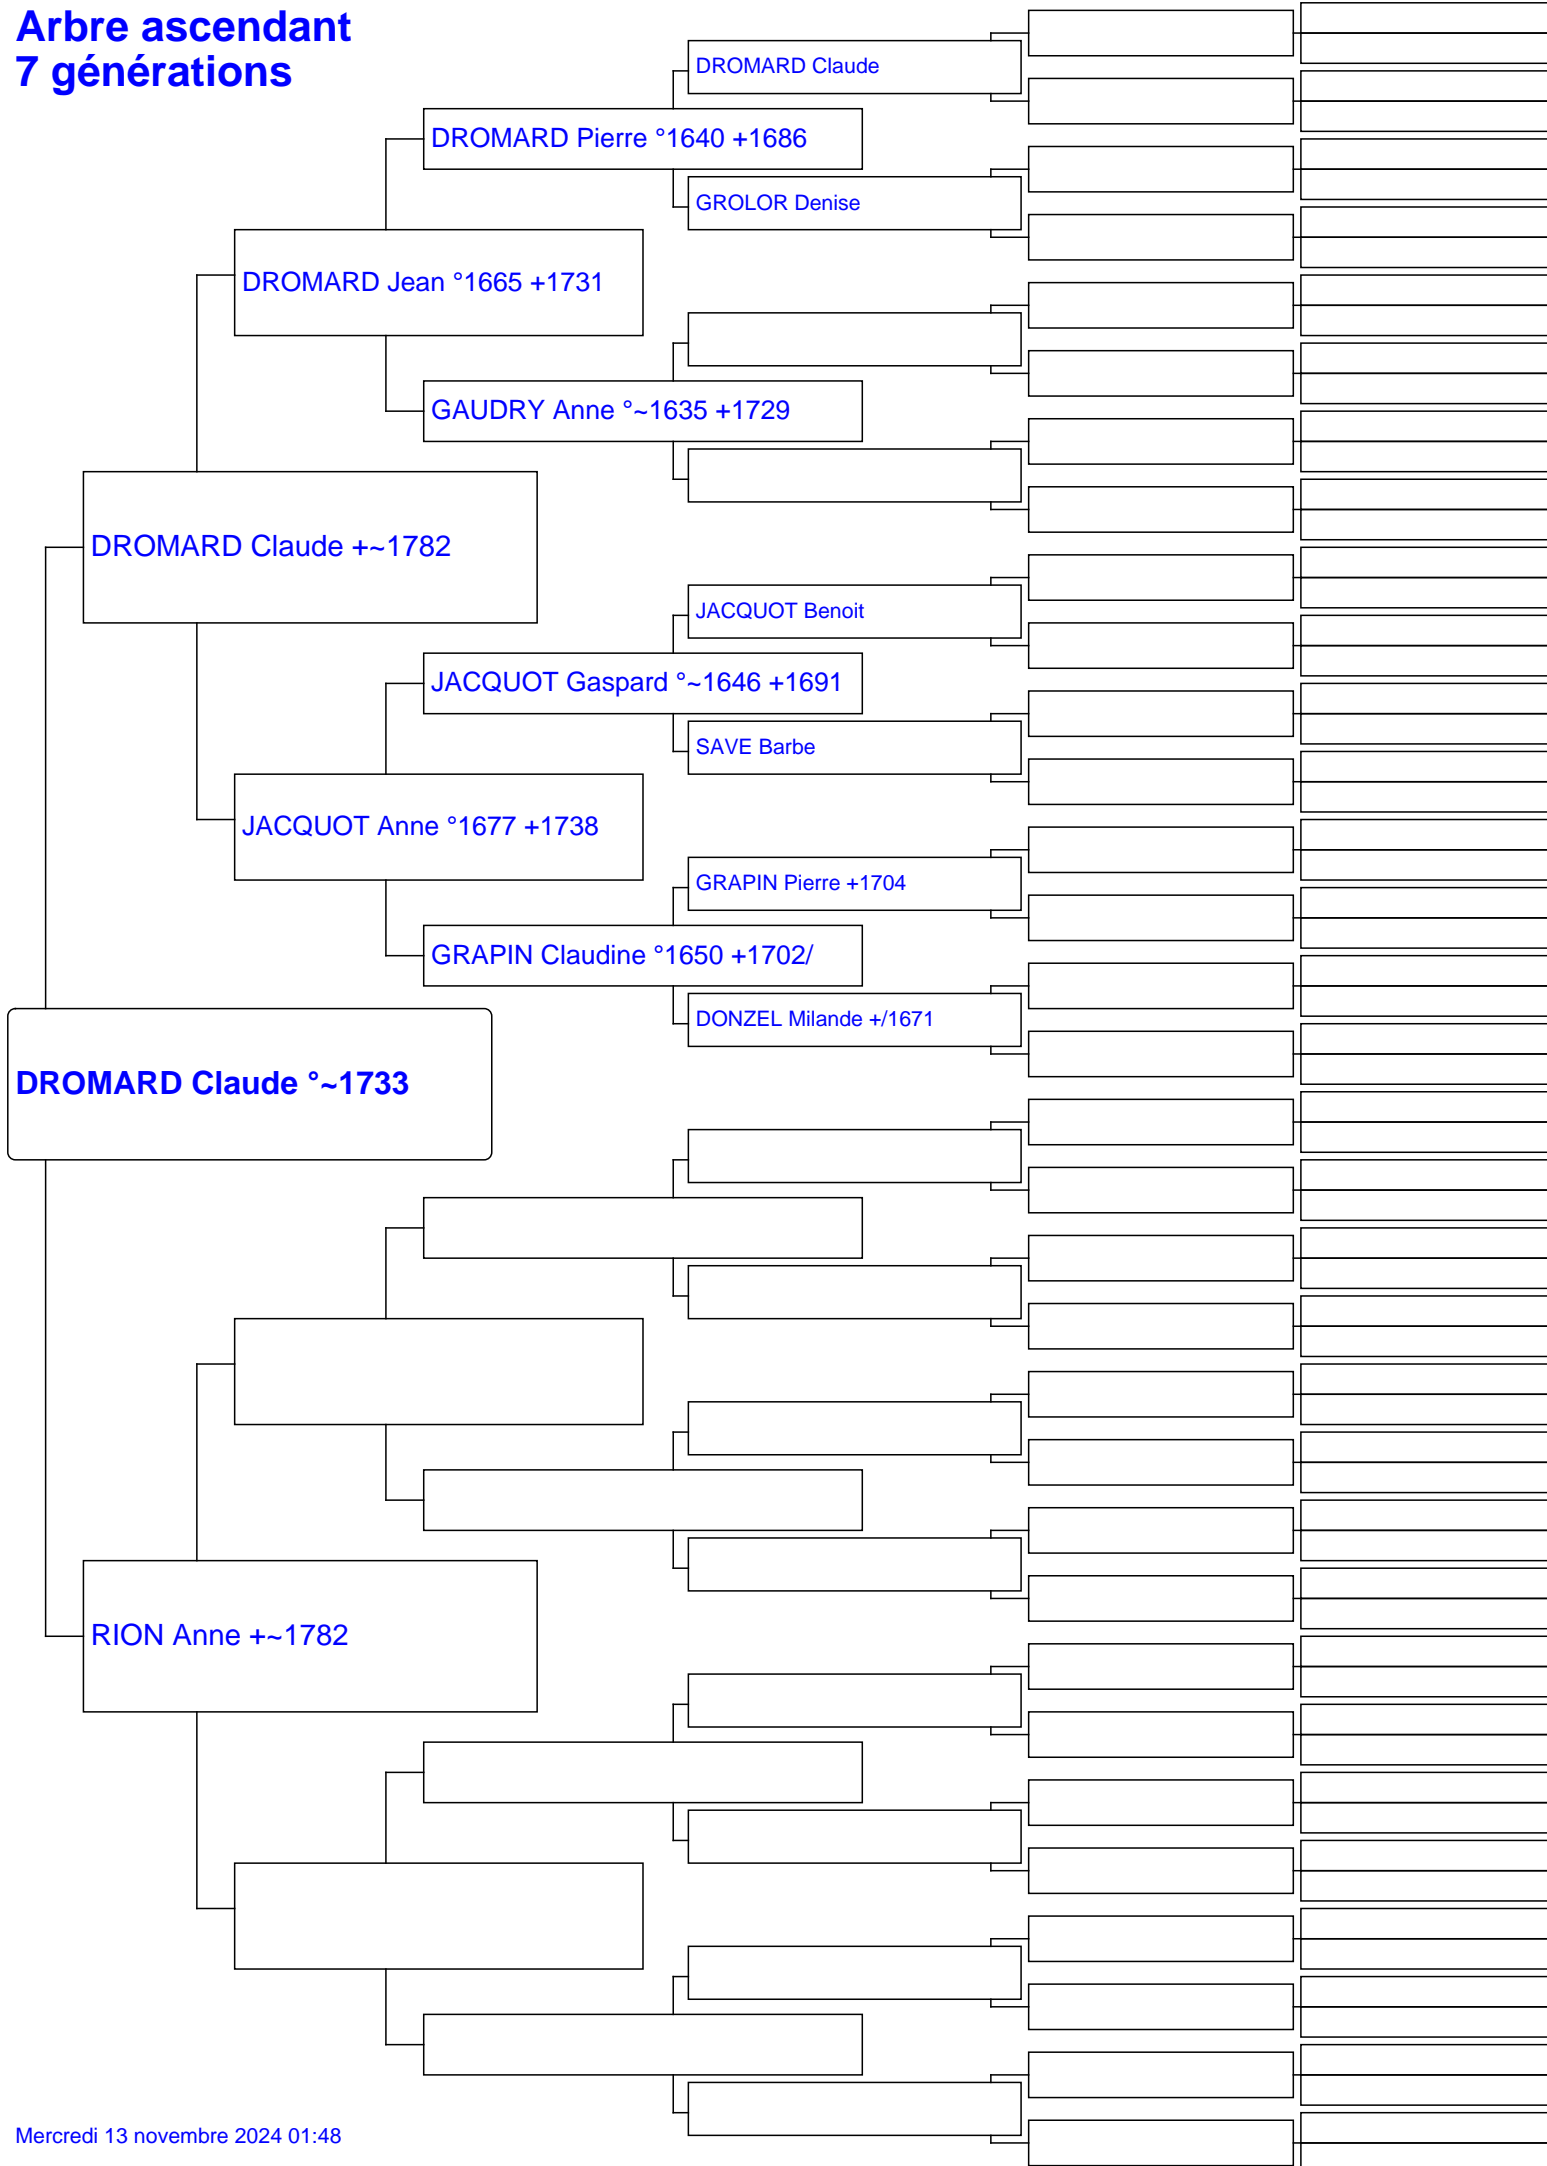 Arbre ascendant
7 générations
DROMARD Claude
DROMARD Pierre °1640 +1686
GROLOR Denise
DROMARD Jean °1665 +1731
GAUDRY Anne °~1635 +1729
DROMARD Claude +~1782
JACQUOT Benoit
JACQUOT Gaspard °~1646 +1691
SAVE Barbe
JACQUOT Anne °1677 +1738
GRAPIN Pierre +1704
GRAPIN Claudine °1650 +1702/
DONZEL Milande +/1671
DROMARD Claude °~1733
RION Anne +~1782
Mercredi 13 novembre 2024 01:48